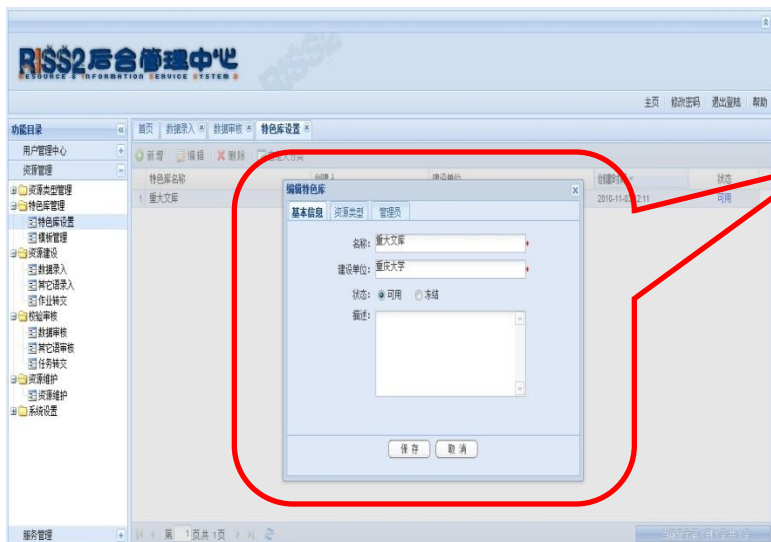 RISS2后台管理中心
RESOURCE & INFORMATION SERVICE SYSTEM 2
主页 修改密码 退出登陆 帮助
功能目录
首页 数据录入 数据审核 特色库设置
用户管理中心
新增 编辑 删除
资源管理
特色库名称 创建人 建设单位 创建时间 状态
1 重大文库 可用
资源类型管理
特色库管理
特色库设置
模板管理
资源建设
数据录入
其它语录入
作业转交
校验审核
数据审核
其它语审核
任务转交
资源维护
资源维护
系统设置
服务管理
编辑特色库
基本信息 资源类型 管理员
名称: 重大文库 *
建设单位: 重庆大学 *
状态: 可用 冻结
描述:
保存 取消
第 1 页共 1页